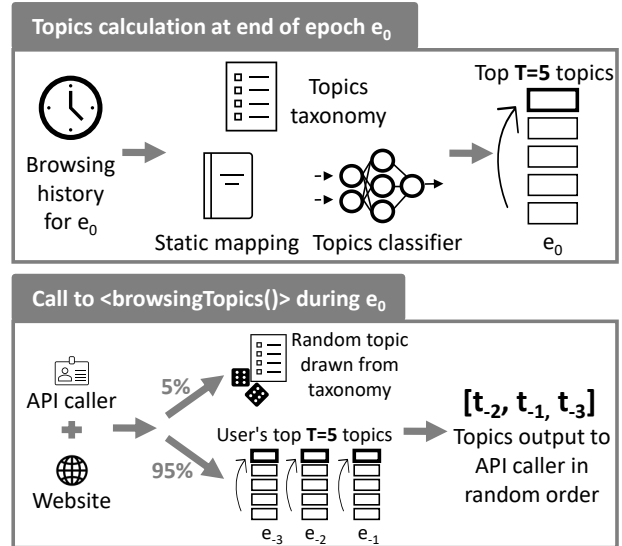 Topics calculation at end of epoch e₀
Browsing
history
for e₀
Topics
taxonomy
Static mapping
Topics classifier
Top T=5 topics
e₀
Call to <browsingTopics()> during e₀
API caller
Website
5%
95%
Random topic
drawn from
taxonomy
User's top T=5 topics
e₋₃ e₋₂ e₋₁
[t₋₂, t₋₁, t₋₃]
Topics output to
API caller in
random order